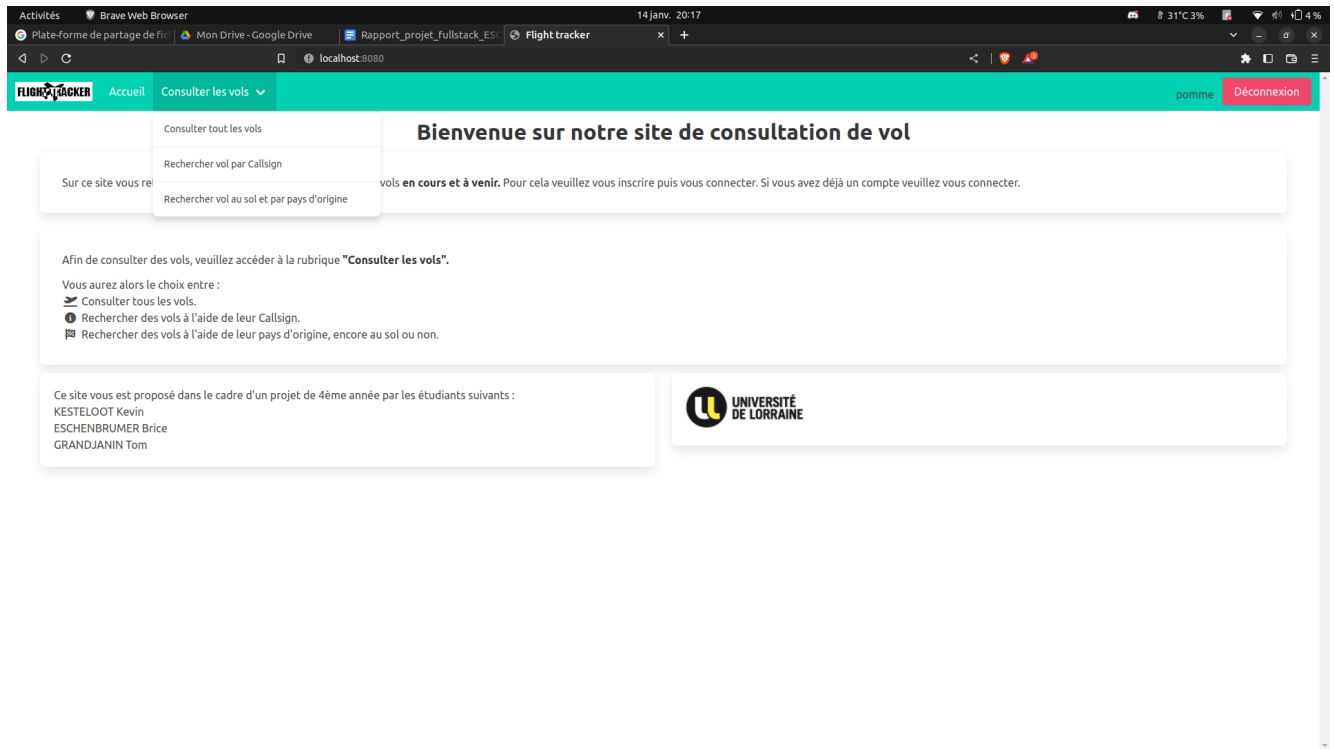 Activités Brave Web Browser 14 janv. 20:17 31°C 3% 4 %
Plate-forme de partage de fic Mon Drive - Google Drive Rapport_projet_fullstack_ESC Flight tracker
localhost:8080
FLIGHT TRACKER Accueil Consulter les vols pomme Déconnexion
Consulter tout les vols
Rechercher vol par Callsign
Rechercher vol au sol et par pays d'origine
Bienvenue sur notre site de consultation de vol
Sur ce site vous ret vols en cours et à venir. Pour cela veuillez vous inscrire puis vous connecter. Si vous avez déjà un compte veuillez vous connecter.
Afin de consulter des vols, veuillez accéder à la rubrique "Consulter les vols".
Vous aurez alors le choix entre :
Consulter tous les vols.
Rechercher des vols à l'aide de leur Callsign.
Rechercher des vols à l'aide de leur pays d'origine, encore au sol ou non.
Ce site vous est proposé dans le cadre d'un projet de 4ème année par les étudiants suivants :
KESTELOOT Kevin
ESCHENBRUMER Brice
GRANDJANIN Tom
UNIVERSITÉ
DE LORRAINE